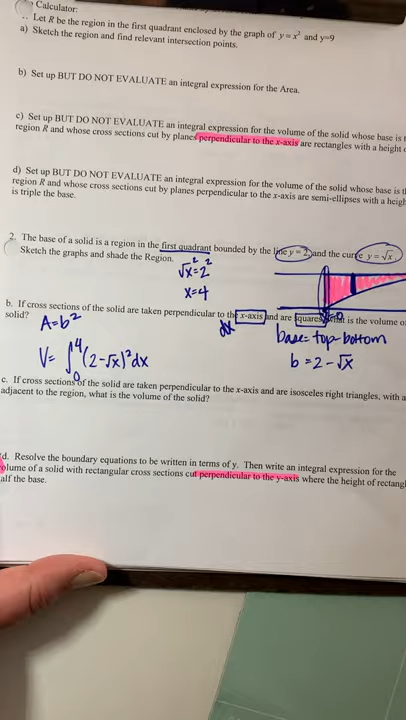 Calculator:
Let R be the region in the first quadrant enclosed by the graph of y = x² and y=9
a) Sketch the region and find relevant intersection points.
b) Set up BUT DO NOT EVALUATE an integral expression for the Area.
c) Set up BUT DO NOT EVALUATE an integral expression for the volume of the solid whose base is
region R and whose cross sections cut by planes perpendicular to the x-axis are rectangles with a height
d) Set up BUT DO NOT EVALUATE an integral expression for the volume of the solid whose base is
region R and whose cross sections cut by planes perpendicular to the x-axis are semi-ellipses with a
is triple the base.
2. The base of a solid is a region in the first quadrant bounded by the line y = 2 and the curve y = √x.
Sketch the graphs and shade the Region.
√x² = 2²
x=4
b. If cross sections of the solid are taken perpendicular to the x-axis and are squares, what is the volume
solid?
dx
A=b²
base = top-bottom
b = 2 - √x
V= ∫₀⁴ (2-√x)² dx
c. If cross sections of the solid are taken perpendicular to the x-axis and are isosceles right triangles, with a
adjacent to the region, what is the volume of the solid?
d. Resolve the boundary equations to be written in terms of y. Then write an integral expression for the
volume of a solid with rectangular cross sections cut perpendicular to the y-axis where the height of
alf the base.